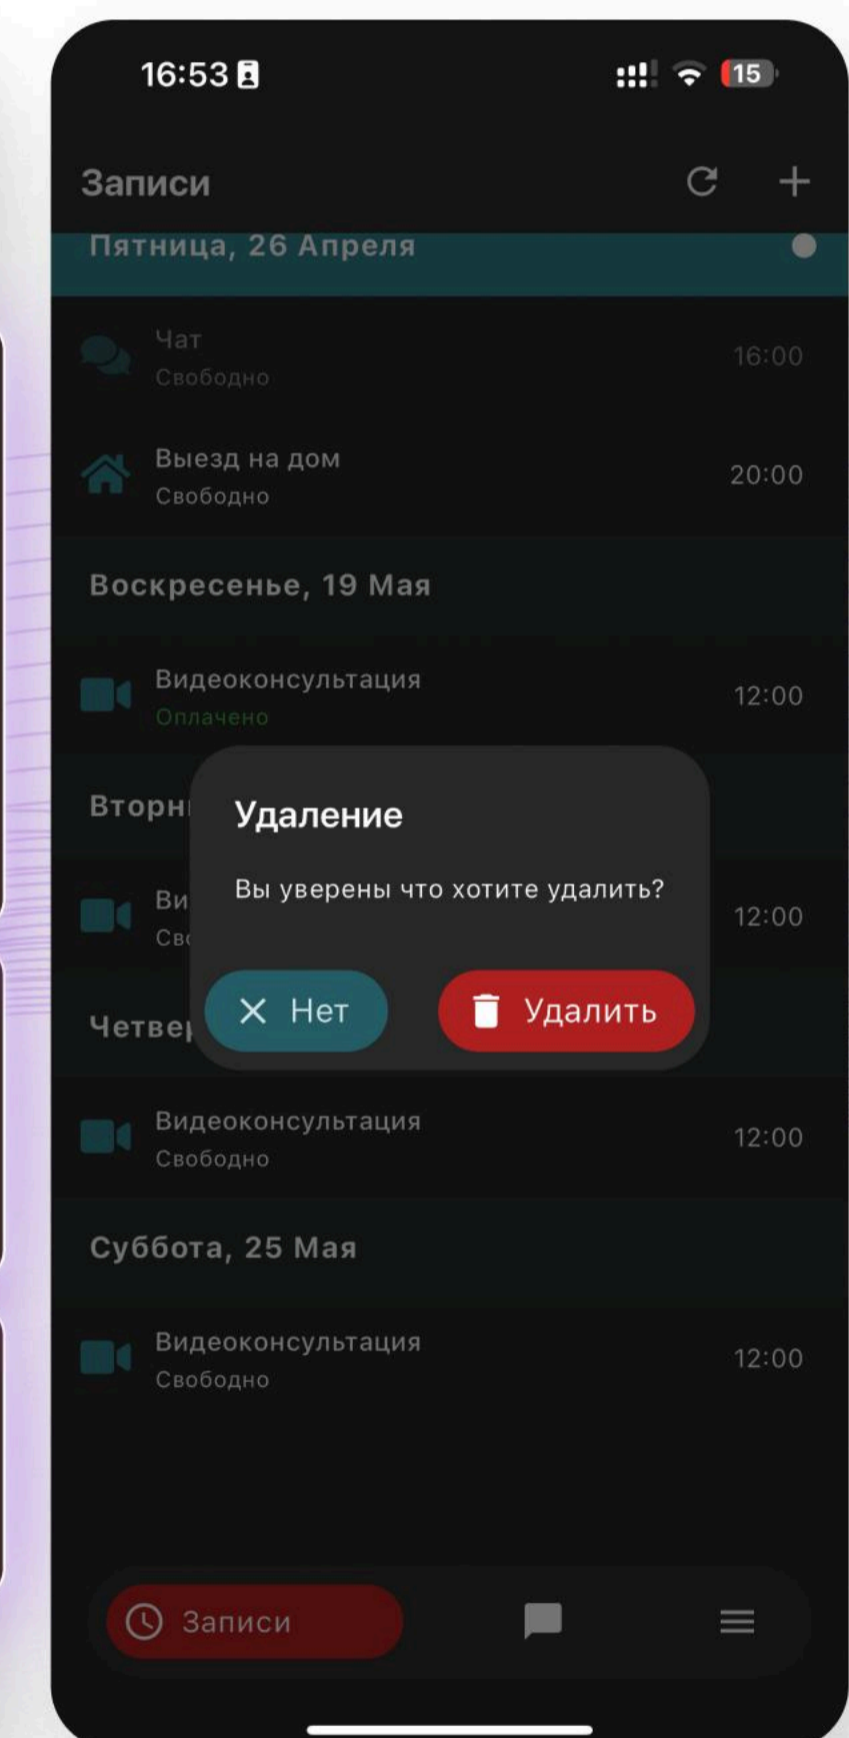 16:53
15
Записи
Пятница, 26 Апреля
Чат
16:00
Свободно
Выезд на дом
20:00
Свободно
Воскресенье, 19 Мая
Видеоконсультация
12:00
Оплачено
Удаление
Вы уверены что хотите удалить?
12:00
Нет
Удалить
Видеоконсультация
12:00
Свободно
Суббота, 25 Мая
Видеоконсультация
12:00
Свободно
Записи